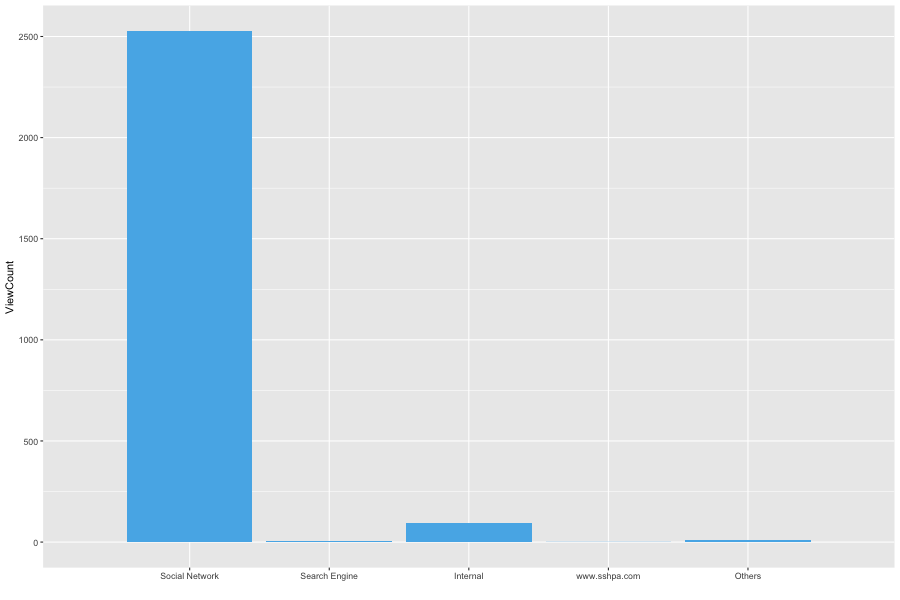 ViewCount
2500
2000
1500
1000
500
0
Social Network
Search Engine
Internal
www.sshpa.com
Others